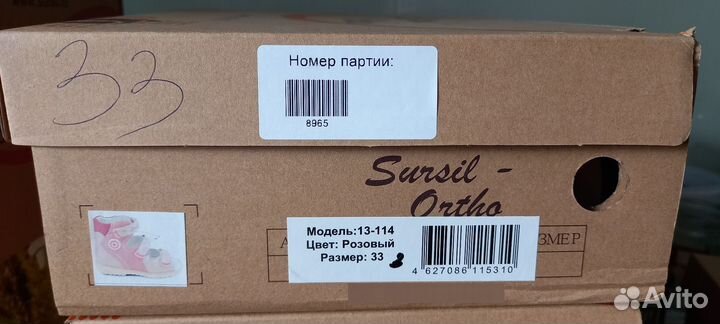 33
Номер партии:
8965
Sursil -
Ortho
Модель:13-114
Цвет: Розовый
Размер: 33
4 627086 115310
Avito